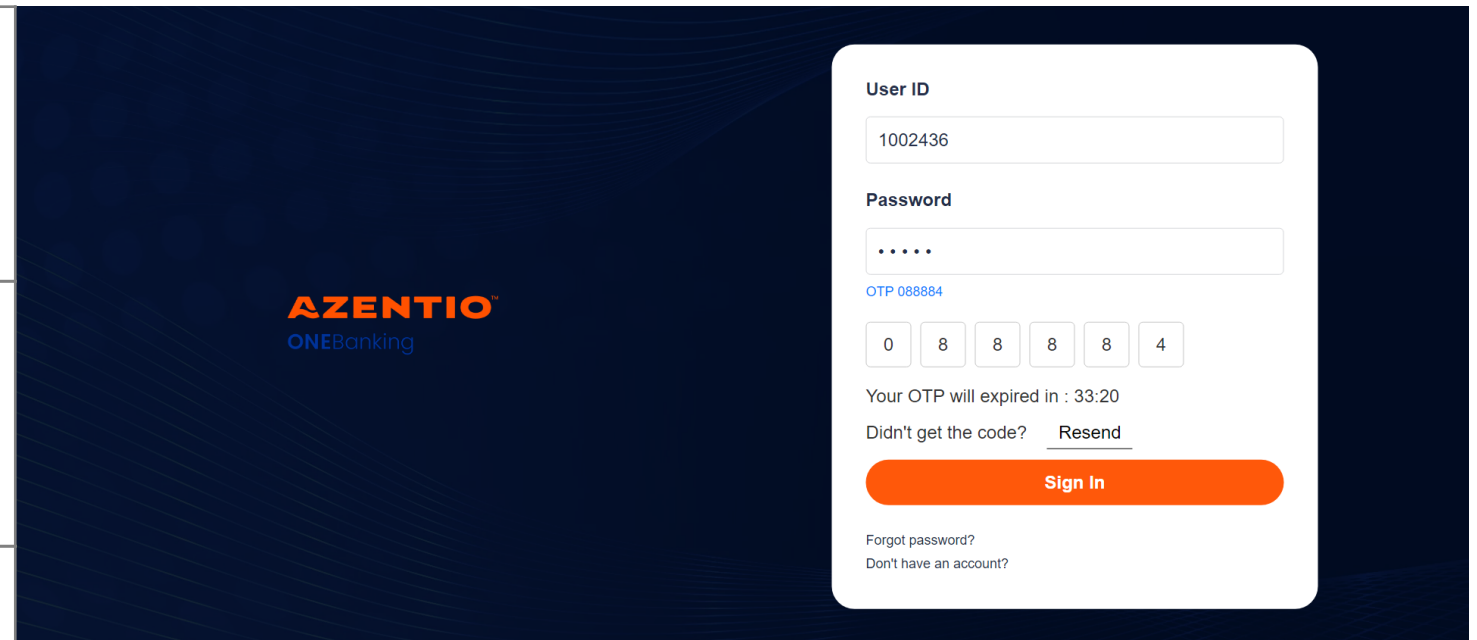 AZENTIO™
ONEBanking
User ID
1002436
Password
•••••
OTP 088884
0 8 8 8 8 4
Your OTP will expired in : 33:20
Didn't get the code? Resend
Sign In
Forgot password?
Don't have an account?